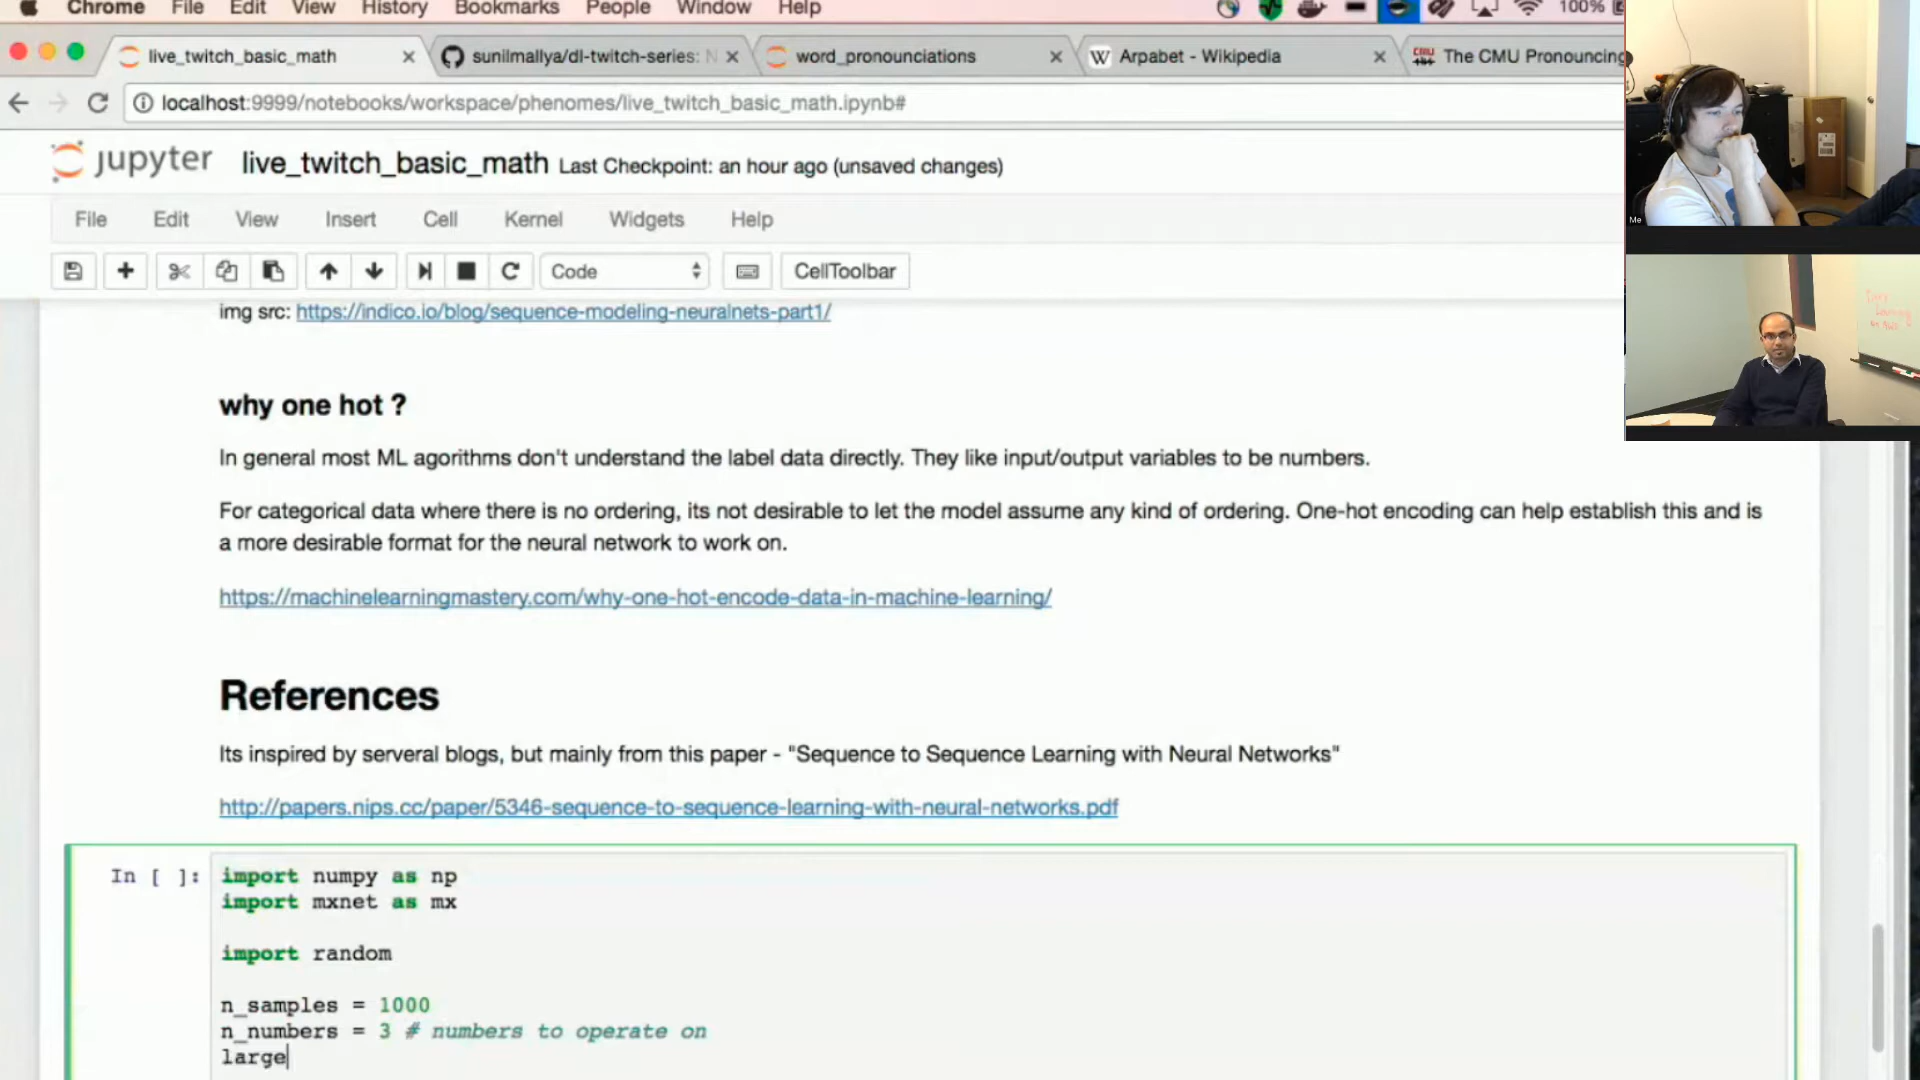 Chrome File Edit View History Bookmarks People Window Help 100%
live_twitch_basic_math sunilmallya/dl-twitch-series: N word_pronounciations Arpabet - Wikipedia The CMU Pronouncing
localhost:9999/notebooks/workspace/phenomes/live_twitch_basic_math.ipynb#
jupyter live_twitch_basic_math Last Checkpoint: an hour ago (unsaved changes)
File Edit View Insert Cell Kernel Widgets Help
Code CellToolbar
Me
img src: https://indico.io/blog/sequence-modeling-neuralnets-part1/
why one hot ?
In general most ML agorithms don't understand the label data directly. They like input/output variables to be numbers.
For categorical data where there is no ordering, its not desirable to let the model assume any kind of ordering. One-hot encoding can help establish this and is
a more desirable format for the neural network to work on.
https://machinelearningmastery.com/why-one-hot-encode-data-in-machine-learning/
References
Its inspired by serveral blogs, but mainly from this paper - "Sequence to Sequence Learning with Neural Networks"
http://papers.nips.cc/paper/5346-sequence-to-sequence-learning-with-neural-networks.pdf
In [ ]: import numpy as np
import mxnet as mx
import random
n_samples = 1000
n_numbers = 3 # numbers to operate on
large